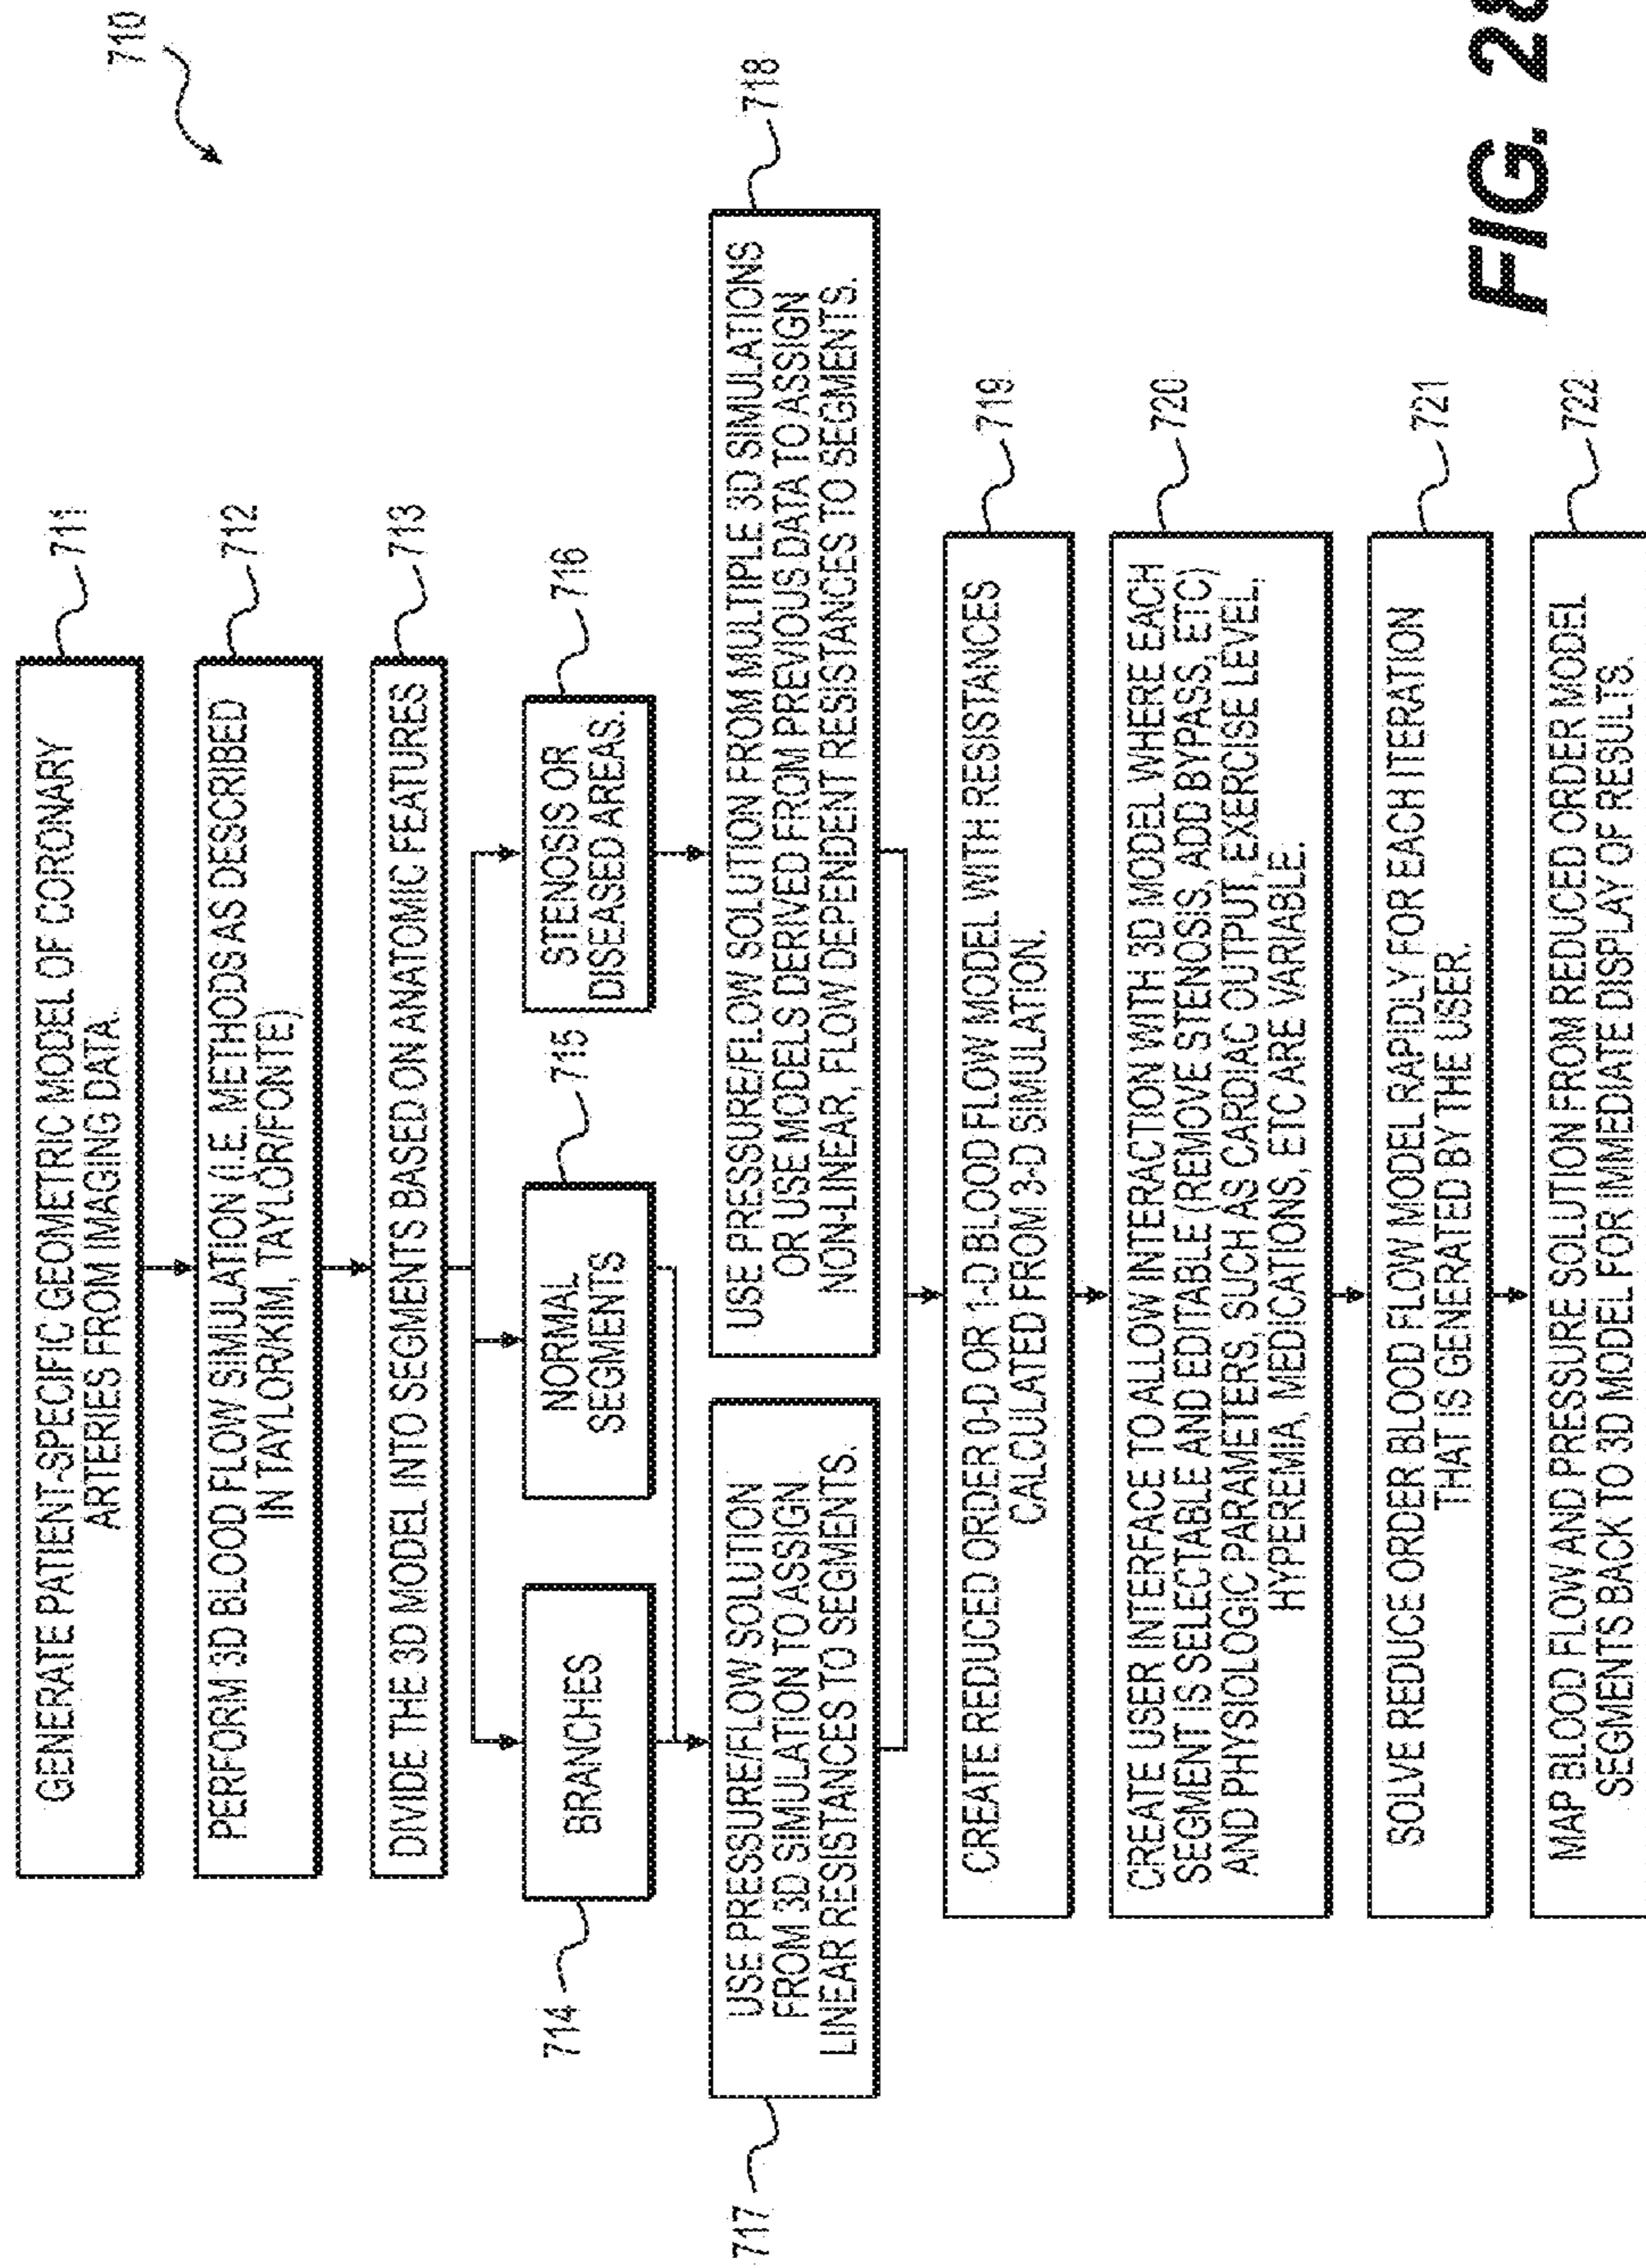 710
GENERATE PATIENT-SPECIFIC GEOMETRIC MODEL OF CORONARY
ARTERIES FROM IMAGING DATA.
711
PERFORM 3D BLOOD FLOW SIMULATION (I.E. METHODS AS DESCRIBED
IN TAYLOR/KIM, TAYLOR/FONTE)
712
DIVIDE THE 3D MODEL INTO SEGMENTS BASED ON ANATOMIC FEATURES
713
714
BRANCHES
NORMAL
SEGMENTS
715
STENOSIS OR
DISEASED AREAS.
716
717
USE PRESSURE/FLOW SOLUTION
FROM 3D SIMULATION TO ASSIGN
LINEAR RESISTANCES TO SEGMENTS.
USE PRESSURE/FLOW SOLUTION FROM MULTIPLE 3D SIMULATIONS
OR USE MODELS DERIVED FROM PREVIOUS DATA TO ASSIGN
NON-LINEAR, FLOW DEPENDENT RESISTANCES TO SEGMENTS.
718
CREATE REDUCED ORDER 0-D OR 1-D BLOOD FLOW MODEL WITH RESISTANCES
CALCULATED FROM 3-D SIMULATION.
719
CREATE USER INTERFACE TO ALLOW INTERACTION WITH 3D MODEL WHERE EACH
SEGMENT IS SELECTABLE AND EDITABLE (REMOVE STENOSIS, ADD BYPASS, ETC)
AND PHYSIOLOGIC PARAMETERS, SUCH AS CARDIAC OUTPUT, EXERCISE LEVEL,
HYPEREMIA, MEDICATIONS, ETC ARE VARIABLE.
720
SOLVE REDUCE ORDER BLOOD FLOW MODEL RAPIDLY FOR EACH ITERATION
THAT IS GENERATED BY THE USER.
721
MAP BLOOD FLOW AND PRESSURE SOLUTION FROM REDUCED ORDER MODEL
SEGMENTS BACK TO 3D MODEL FOR IMMEDIATE DISPLAY OF RESULTS.
722
FIG. 28